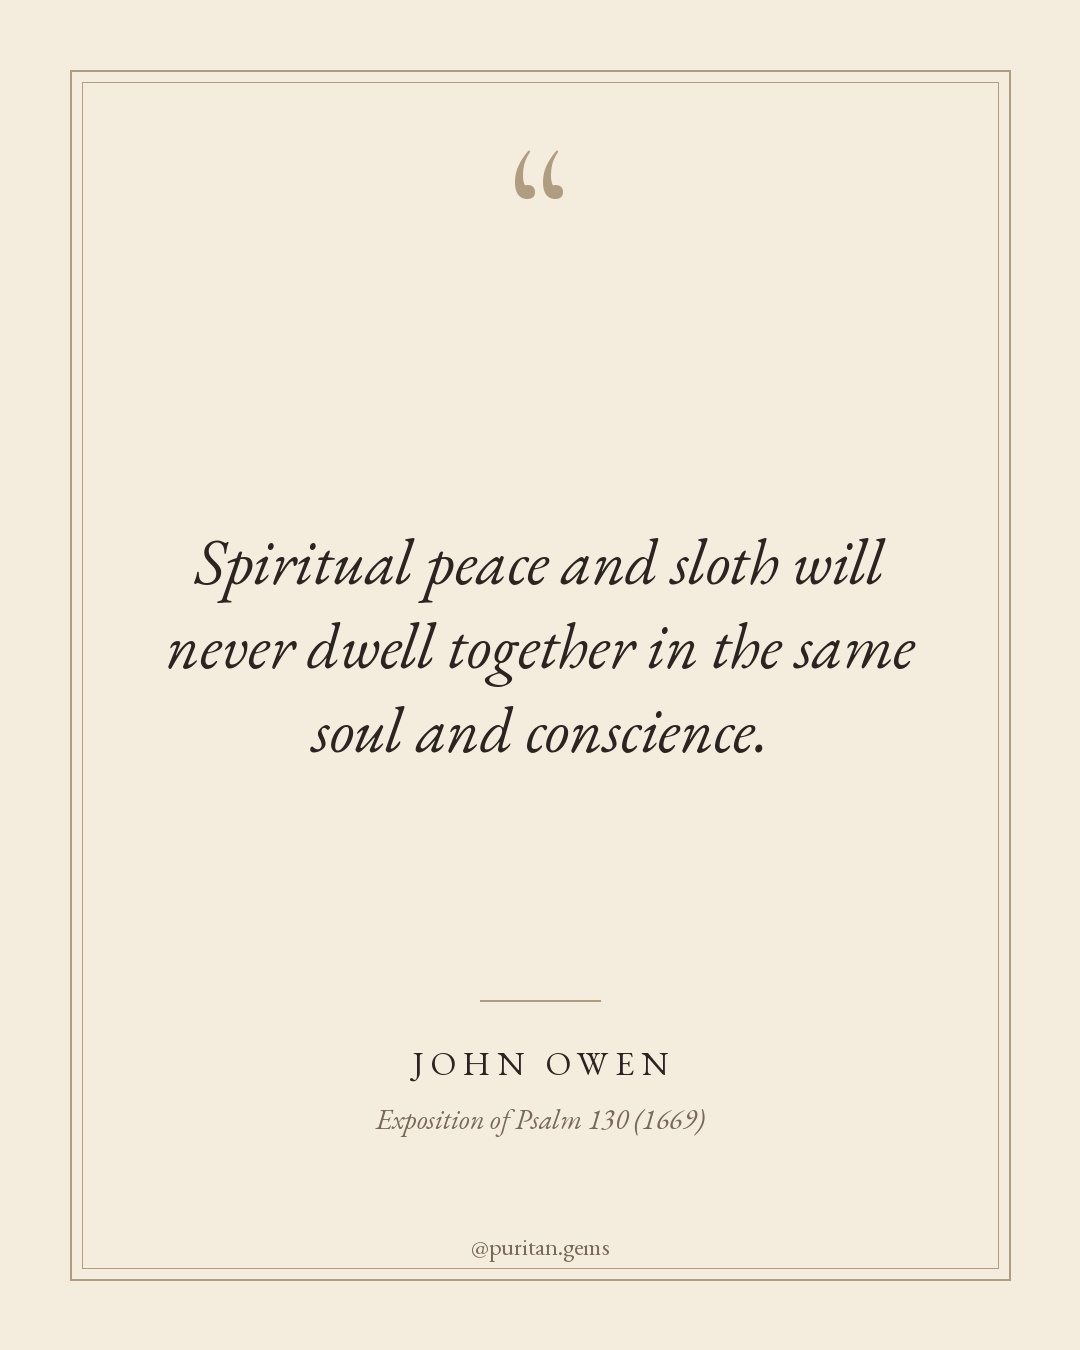 “
Spiritual peace and sloth will
never dwell together in the same
soul and conscience.
JOHN OWEN
Exposition of Psalm 130 (1669)
@puritan.gems